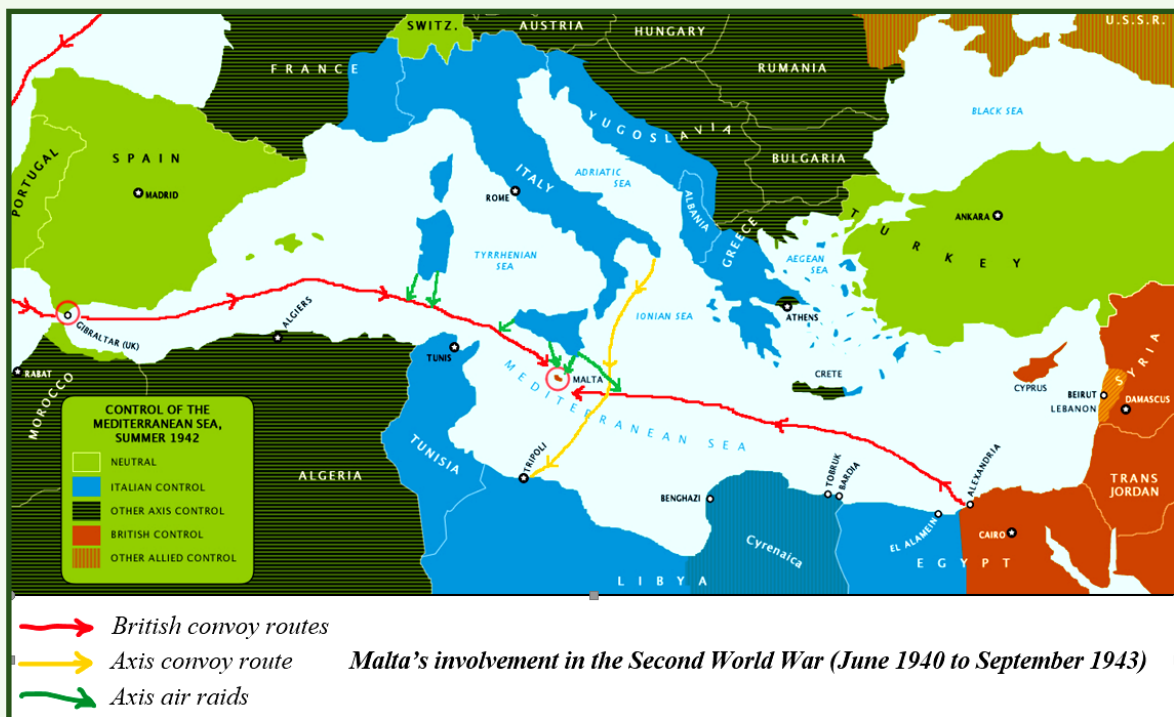 SWITZ.
AUSTRIA
HUNGARY
U.S.S.R.
FRANCE
RUMANIA
BLACK SEA
YUGOSLAVIA
PORTUGAL
SPAIN
MADRID
ITALY
ROME
ADRIATIC
SEA
BULGARIA
ALBANIA
GREECE
TURKEY
ANKARA
TYRRHENIAN
SEA
AEGEAN
SEA
GIBRALTAR (UK)
ALGIERS
IONIAN SEA
ATHENS
TUNIS
RABAT
MOROCCO
MALTA
CRETE
CYPRUS
SYRIA
BEIRUT
LEBANON
DAMASCUS
MEDITERRANEAN SEA
CONTROL OF THE
MEDITERRANEAN SEA,
SUMMER 1942
NEUTRAL
ITALIAN CONTROL
OTHER AXIS CONTROL
BRITISH CONTROL
OTHER ALLIED CONTROL
ALGERIA
TUNISIA
TRIPOLI
BENGHAZI
TOBRUK
BARDIA
ALEXANDRIA
TRANS
JORDAN
EL ALAMEIN
CAIRO
EGYPT
Cyrenaica
LIBYA
British convoy routes
Axis convoy route
Malta's involvement in the Second World War (June 1940 to September 1943)
Axis air raids